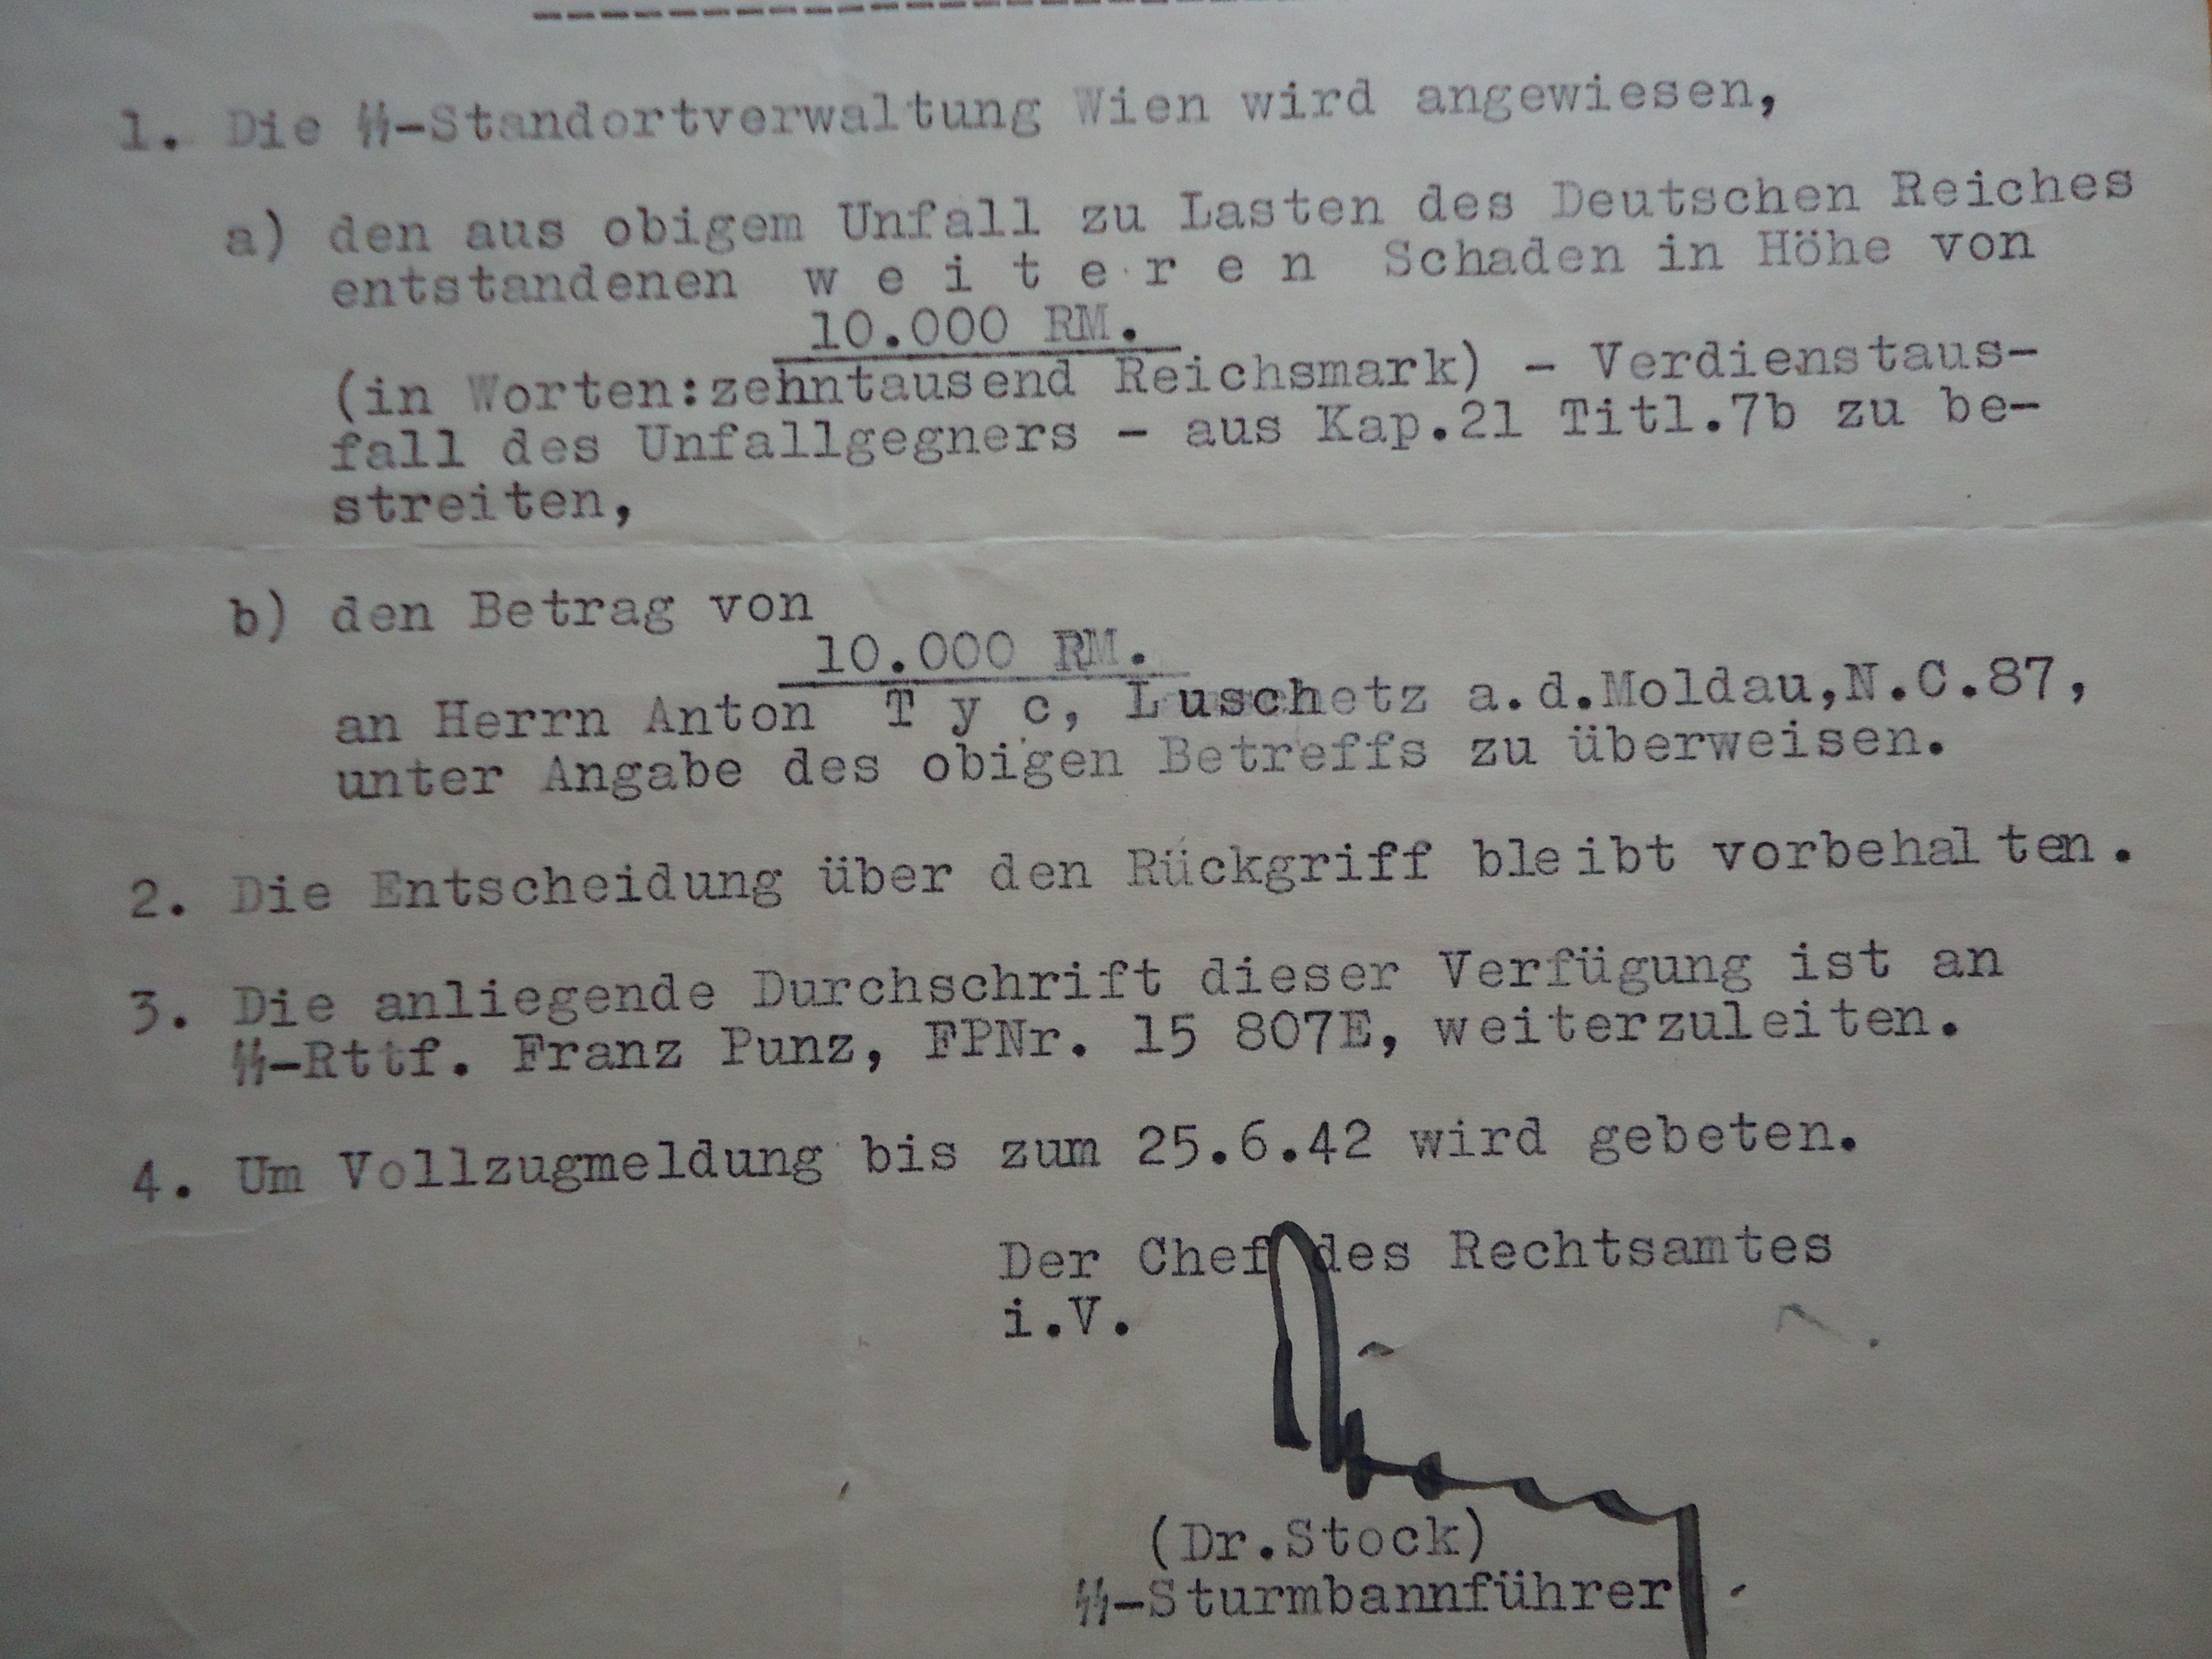 1. Die SS-Standortverwaltung Wien wird angewiesen,
a) den aus obigem Unfall zu Lasten des Deutschen Reiches
entstandenen w e i t e r e n Schaden in Höhe von
10.000 RM.
(in Worten:zehntausend Reichsmark) - Verdienstaus-
fall des Unfallgegners - aus Kap.21 Titl.7b zu be-
streiten,
b) den Betrag von
10.000 RM.
an Herrn Anton T y c, Luschetz a.d.Moldau,N.C.87,
unter Angabe des obigen Betreffs zu überweisen.
2. Die Entscheidung über den Rückgriff bleibt vorbehalten.
3. Die anliegende Durchschrift dieser Verfügung ist an
SS-Rttf. Franz Punz, FPNr. 15 807E, weiterzuleiten.
4. Um Vollzugmeldung bis zum 25.6.42 wird gebeten.
Der Chef des Rechtsamtes
i.V.
(Dr.Stock)
SS-Sturmbannführer